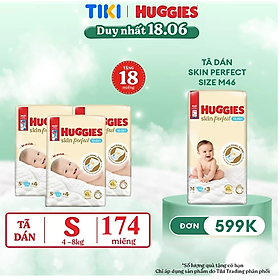 TIKI | HUGGIES
Duy nhất 18.06
TẶNG
18
miếng
HUGGIES
skin perfect
HUGGIES
skin perfect
HUGGIES
skin perfect
TÃ DÁN
SKIN PERFECT
SIZE M46
HUGGIES
skin perfect
TÃ
DÁN
S
4-8kg
174
miếng
ĐƠN 599K
*Số lượng quà tặng có hạn
Chỉ áp dụng sản phẩm do Tiki Trading phân phối